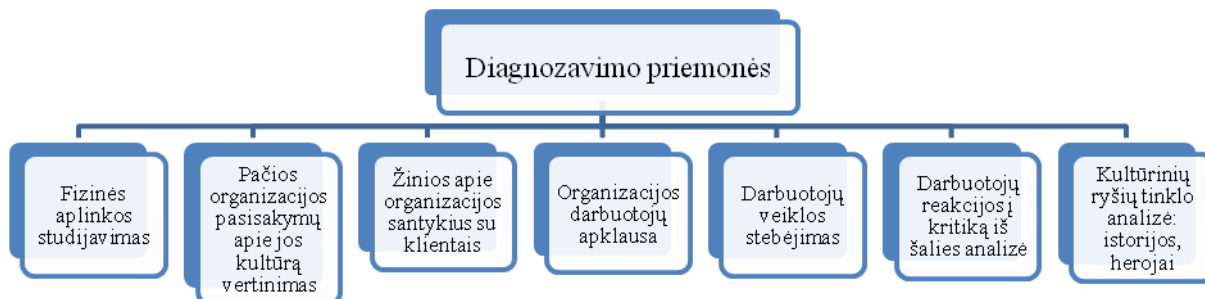 Diagnozavimo priemonės
Fizinės
aplinkos
studijavimas
Pačios
organizacijos
pasisakymų
apie jos
kultūrą
vertinimas
Žinios apie
organizacijos
santykius su
klientais
Organizacijos
darbuotojų
apklausa
Darbuotojų
veiklos
stebėjimas
Darbuotojų
reakcijos į
kritiką iš
šalies analizė
Kultūrinių
ryšių tinklo
analizė:
istorijos,
herojai